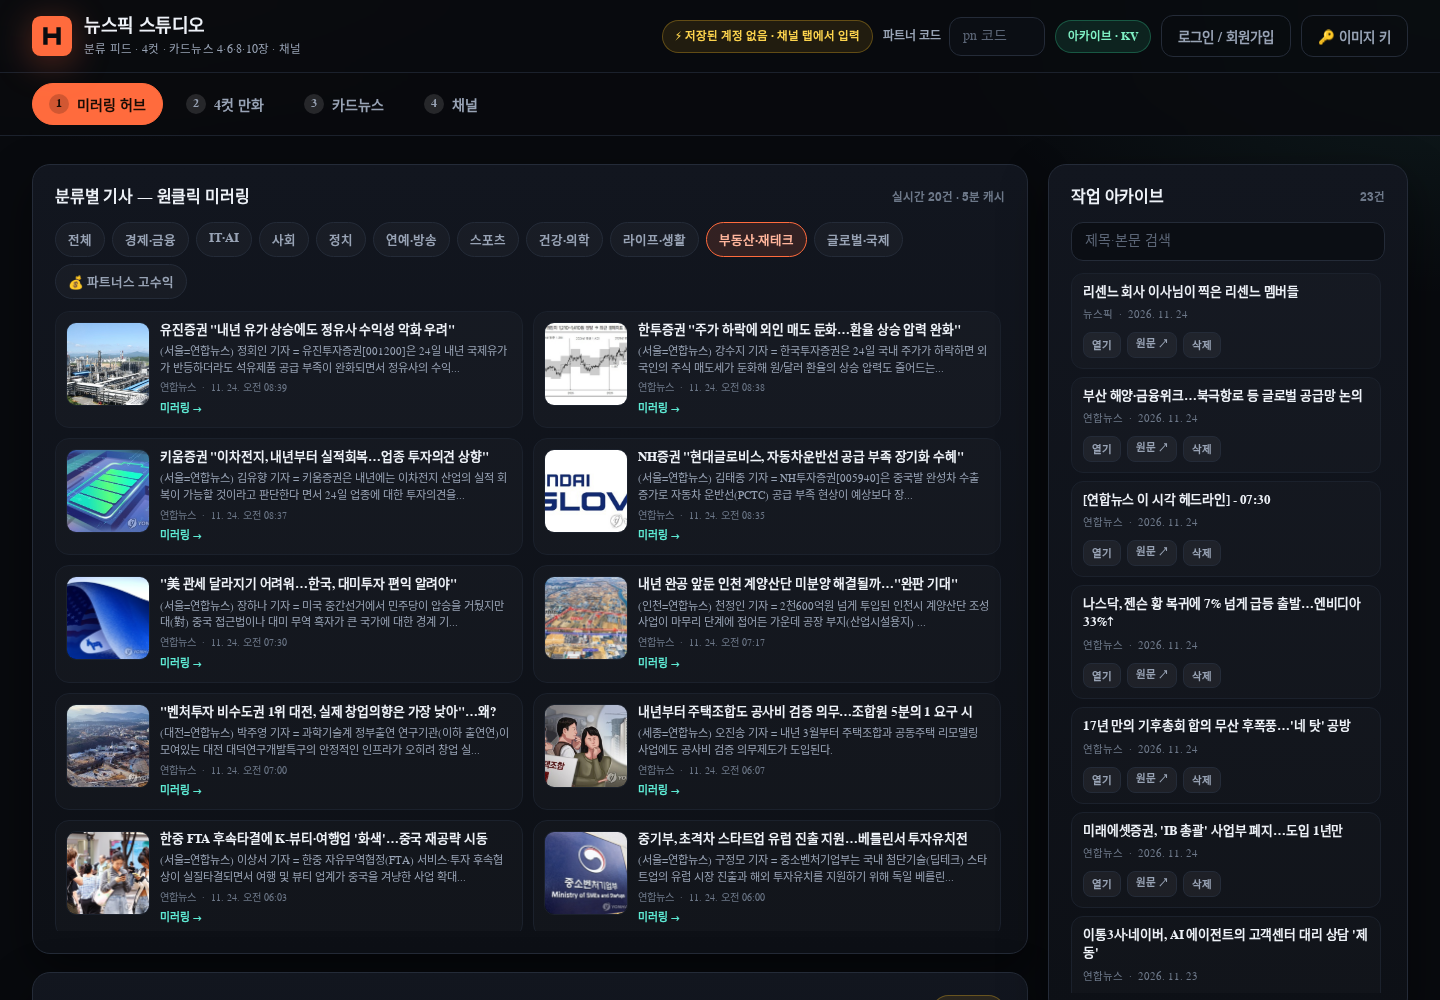 H
뉴스픽 스튜디오
분류 피드 · 4컷 · 카드뉴스 4·6·8·10장 · 채널
⚡ 저장된 계정 없음 · 채널 탭에서 입력
파트너 코드
pn 코드
아카이브 · KV
로그인 / 회원가입
🔑 이미지 키
1 미러링 허브
2 4컷 만화
3 카드뉴스
4 채널
분류별 기사 — 원클릭 미러링
실시간 20건 · 5분 캐시
전체
경제·금융
IT·AI
사회
정치
연예·방송
스포츠
건강·의학
라이프·생활
부동산·재테크
글로벌·국제
💰 파트너스 고수익
유진증권 "내년 유가 상승에도 정유사 수익성 악화 우려"
(서울=연합뉴스) 정회인 기자 = 유진투자증권[001200]은 24일 내년 국제유가
가 반등하더라도 석유제품 공급 부족이 완화되면서 정유사의 수익...
연합뉴스 · 11. 24. 오전 08:39
미러링 →
한투증권 "주가 하락에 외인 매도 둔화…환율 상승 압력 완화"
(서울=연합뉴스) 강수지 기자 = 한국투자증권은 24일 국내 주가가 하락하면 외
국인의 주식 매도세가 둔화해 원/달러 환율의 상승 압력도 줄어드는...
연합뉴스 · 11. 24. 오전 08:38
미러링 →
키움증권 "이차전지, 내년부터 실적회복…업종 투자의견 상향"
(서울=연합뉴스) 김유향 기자 = 키움증권은 내년에는 이차전지 산업의 실적 회
복이 가능할 것이라고 판단한다 면서 24일 업종에 대한 투자의견을...
연합뉴스 · 11. 24. 오전 08:37
미러링 →
NDAI
GLOV
NH증권 "현대글로비스, 자동차운반선 공급 부족 장기화 수혜"
(서울=연합뉴스) 김태종 기자 = NH투자증권[005940]은 중국발 완성차 수출
증가로 자동차 운반선(PCTC) 공급 부족 현상이 예상보다 장...
연합뉴스 · 11. 24. 오전 08:35
미러링 →
"美 관세 달라지기 어려워…한국, 대미투자 편익 알려야"
(서울=연합뉴스) 장하나 기자 = 미국 중간선거에서 민주당이 압승을 거뒀지만
대(對) 중국 접근법이나 대미 무역 흑자가 큰 국가에 대한 경계 기...
연합뉴스 · 11. 24. 오전 07:30
미러링 →
내년 완공 앞둔 인천 계양산단 미분양 해결될까…"완판 기대"
(인천=연합뉴스) 천정인 기자 = 2천600억원 넘게 투입된 인천시 계양산단 조성
사업이 마무리 단계에 접어든 가운데 공장 부지(산업시설용지) ...
연합뉴스 · 11. 24. 오전 07:17
미러링 →
"벤처투자 비수도권 1위 대전, 실제 창업의향은 가장 낮아"…왜?
(대전=연합뉴스) 박주영 기자 = 과학기술계 정부출연 연구기관(이하 출연연)이
모여있는 대전 대덕연구개발특구의 안정적인 인프라가 오히려 창업 실...
연합뉴스 · 11. 24. 오전 07:00
미러링 →
내년부터 주택조합도 공사비 검증 의무…조합원 5분의 1 요구 시
(세종=연합뉴스) 오진송 기자 = 내년 3월부터 주택조합과 공동주택 리모델링
사업에도 공사비 검증 의무제도가 도입된다.
연합뉴스 · 11. 24. 오전 06:07
미러링 →
한중 FTA 후속타결에 K-뷰티·여행업 '화색'…중국 재공략 시동
(서울=연합뉴스) 이상서 기자 = 한중 자유무역협정(FTA) 서비스·투자 후속협
상이 실질타결되면서 여행 및 뷰티 업계가 중국을 겨냥한 사업 확대...
연합뉴스 · 11. 24. 오전 06:03
미러링 →
중소벤처기업부
Ministry of SMEs and Startups
중기부, 초격차 스타트업 유럽 진출 지원…베를린서 투자유치전
(서울=연합뉴스) 구정모 기자 = 중소벤처기업부는 국내 첨단기술(딥테크) 스타
트업의 유럽 시장 진출과 해외 투자유치를 지원하기 위해 독일 베를린...
연합뉴스 · 11. 24. 오전 06:00
미러링 →
작업 아카이브
23건
제목·본문 검색
리센느 회사 이사님이 찍은 리센느 멤버들
뉴스픽 · 2026. 11. 24
열기 원문 ↗ 삭제
부산 해양·금융위크…북극항로 등 글로벌 공급망 논의
연합뉴스 · 2026. 11. 24
열기 원문 ↗ 삭제
[연합뉴스 이 시각 헤드라인] - 07:30
연합뉴스 · 2026. 11. 24
열기 원문 ↗ 삭제
나스닥, 젠슨 황 복귀에 7% 넘게 급등 출발…엔비디아
33%↑
연합뉴스 · 2026. 11. 24
열기 원문 ↗ 삭제
17년 만의 기후총회 합의 무산 후폭풍…'네 탓' 공방
연합뉴스 · 2026. 11. 24
열기 원문 ↗ 삭제
미래에셋증권, 'IB 총괄' 사업부 폐지…도입 1년만
연합뉴스 · 2026. 11. 24
열기 원문 ↗ 삭제
이통3사·네이버, AI 에이전트의 고객센터 대리 상담 '제
동'
연합뉴스 · 2026. 11. 23